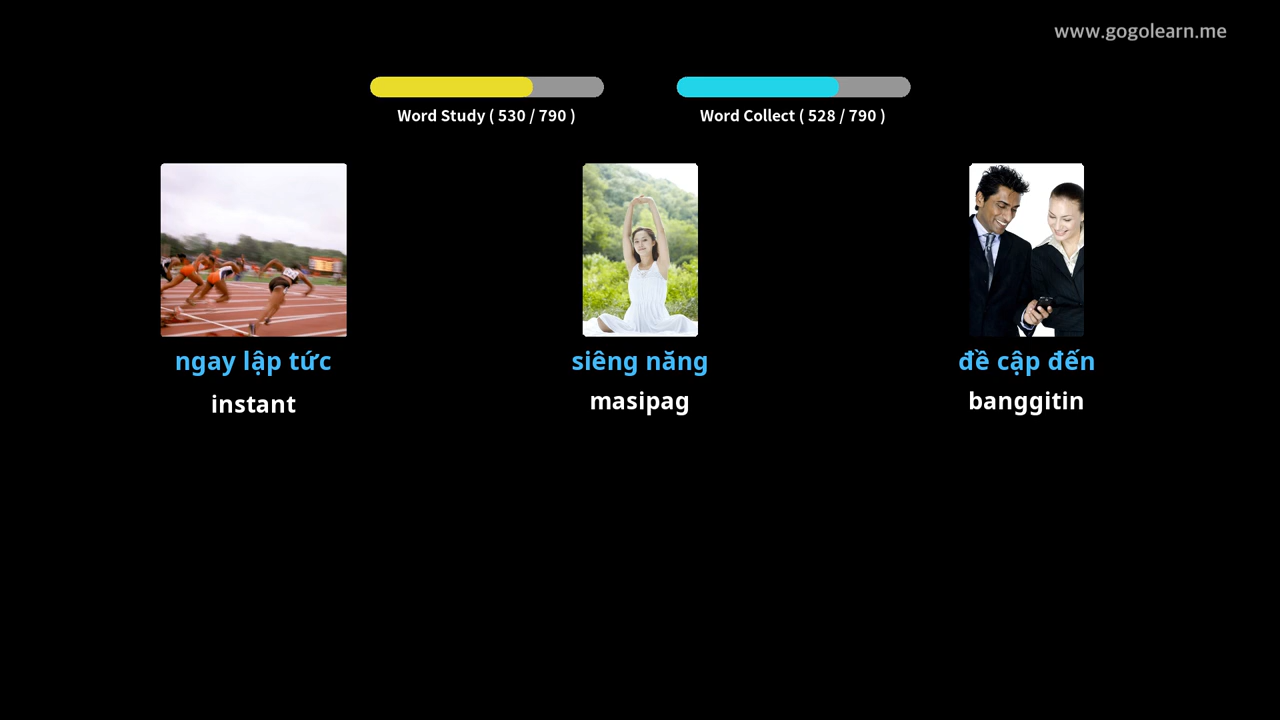 www.gogolearn.me
Word Study ( 530 / 790 )
Word Collect ( 528 / 790 )
ngay lập tức
siêng năng
đề cập đến
instant
masipag
banggitin